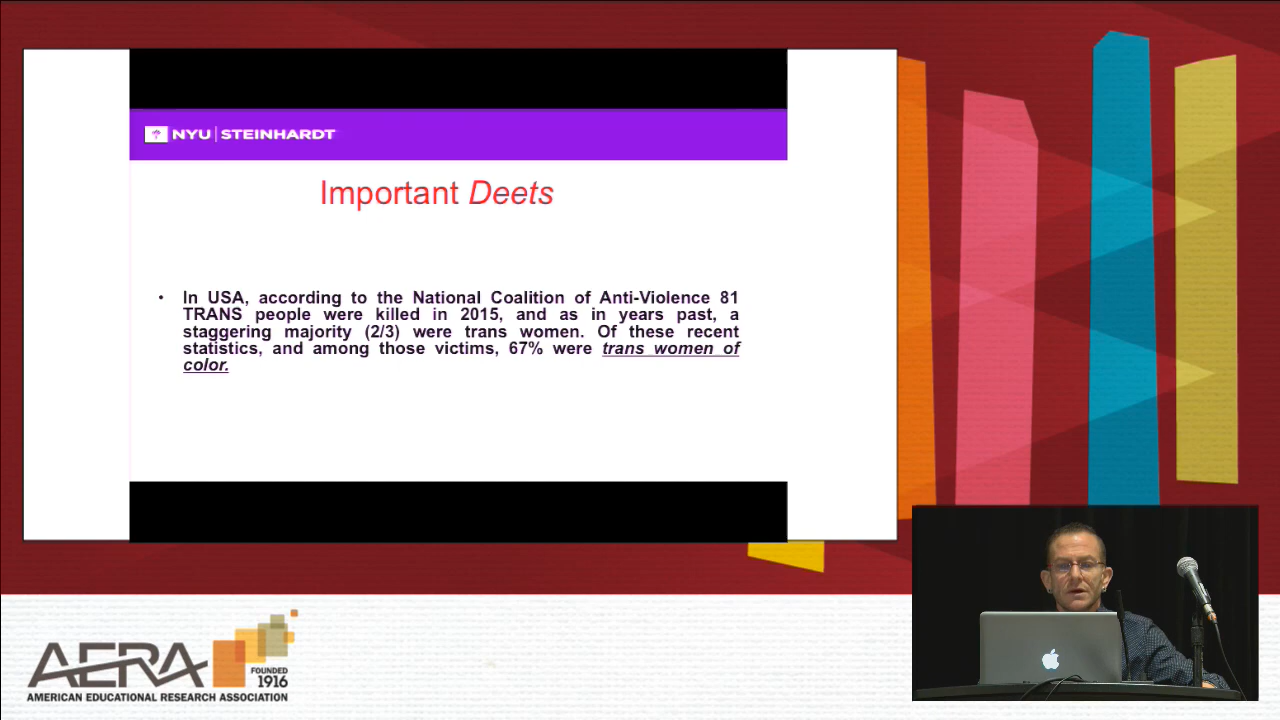 NYU | STEINHARDT
Important Deets
• In USA, according to the National Coalition of Anti-Violence 81
TRANS people were killed in 2015, and as in years past, a
staggering majority (2/3) were trans women. Of these recent
statistics, and among those victims, 67% were trans women of
color.
AERA
FOUNDED
1916
AMERICAN EDUCATIONAL RESEARCH ASSOCIATION